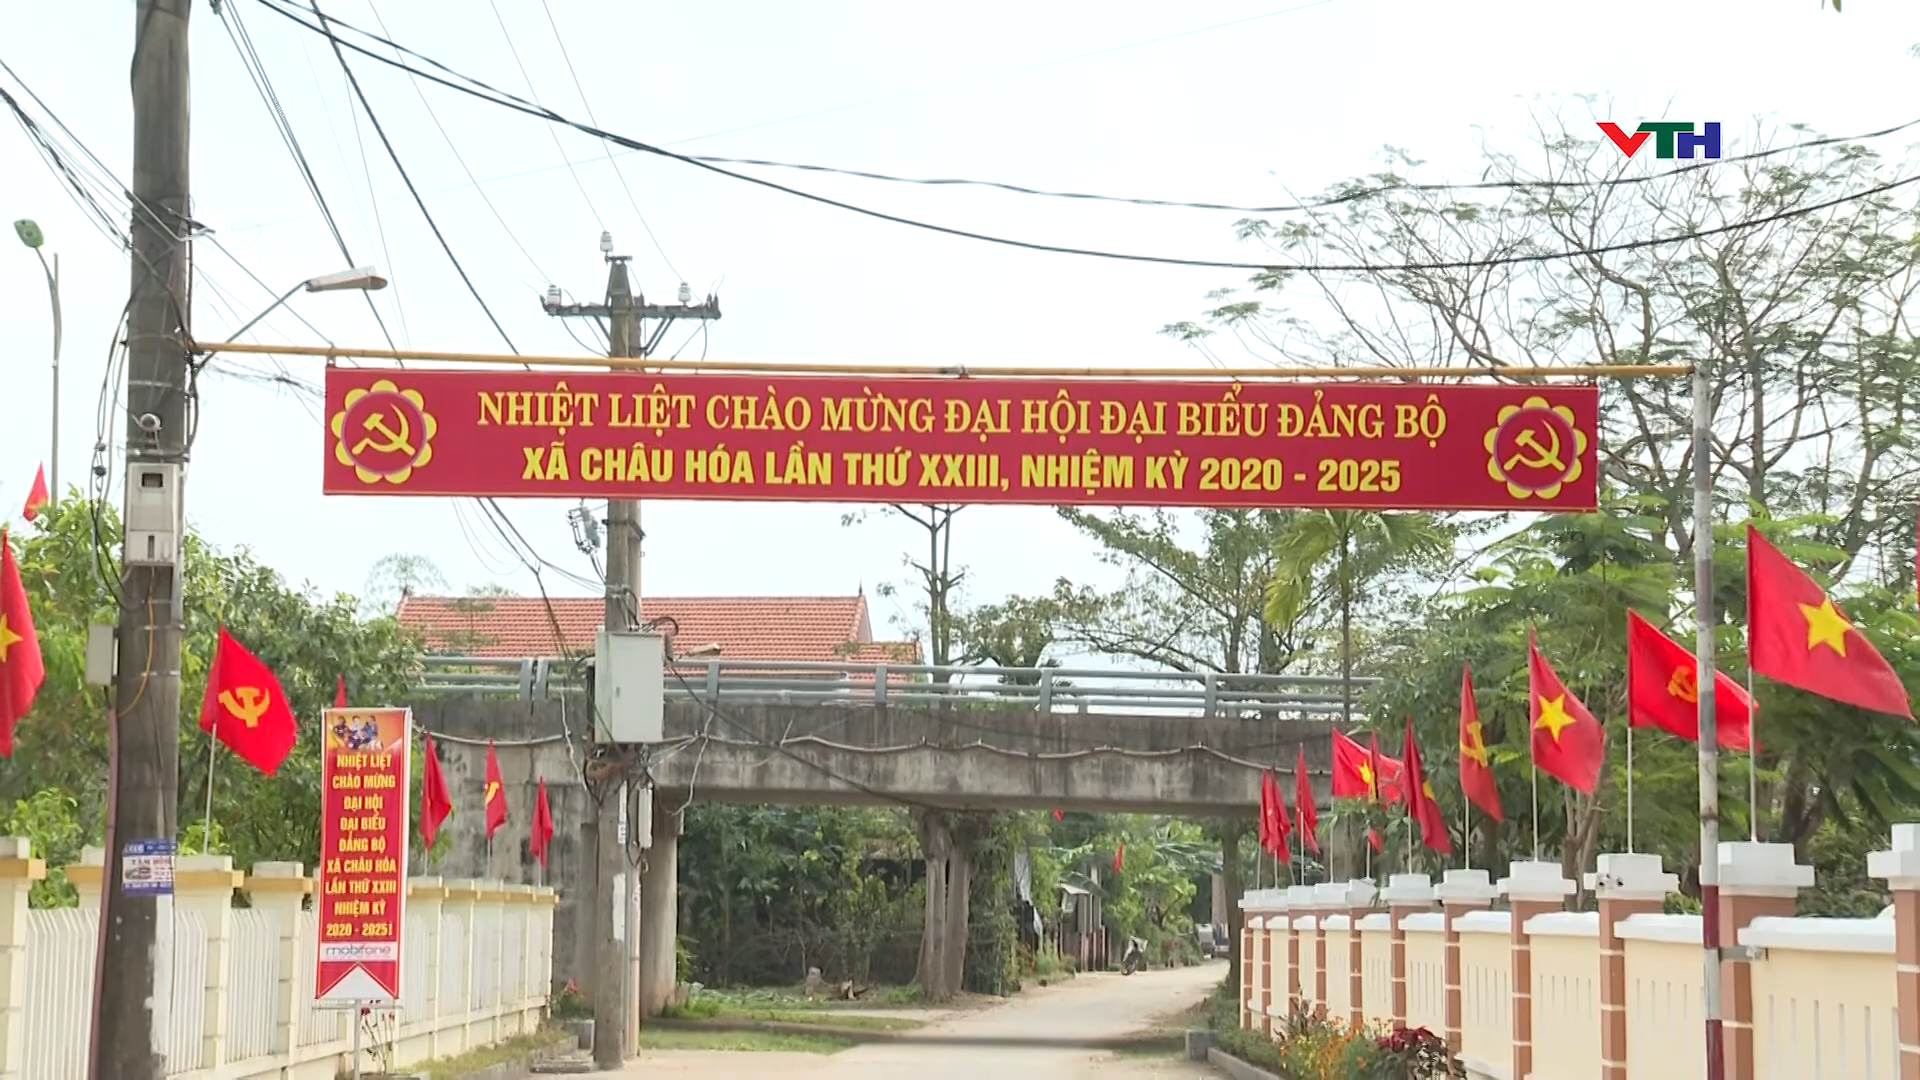 VTH
NHIỆT LIỆT CHÀO MỪNG ĐẠI HỘI ĐẠI BIỂU ĐẢNG BỘ
XÃ CHÂU HÓA LẦN THỨ XXIII, NHIỆM KỲ 2020 - 2025
NHIỆT LIỆT
CHÀO MỪNG
ĐẠI HỘI
ĐẠI BIỂU
ĐẢNG BỘ
XÃ CHÂU HÓA
LẦN THỨ XXIII
NHIỆM KỲ
2020 - 2025!
mobifone